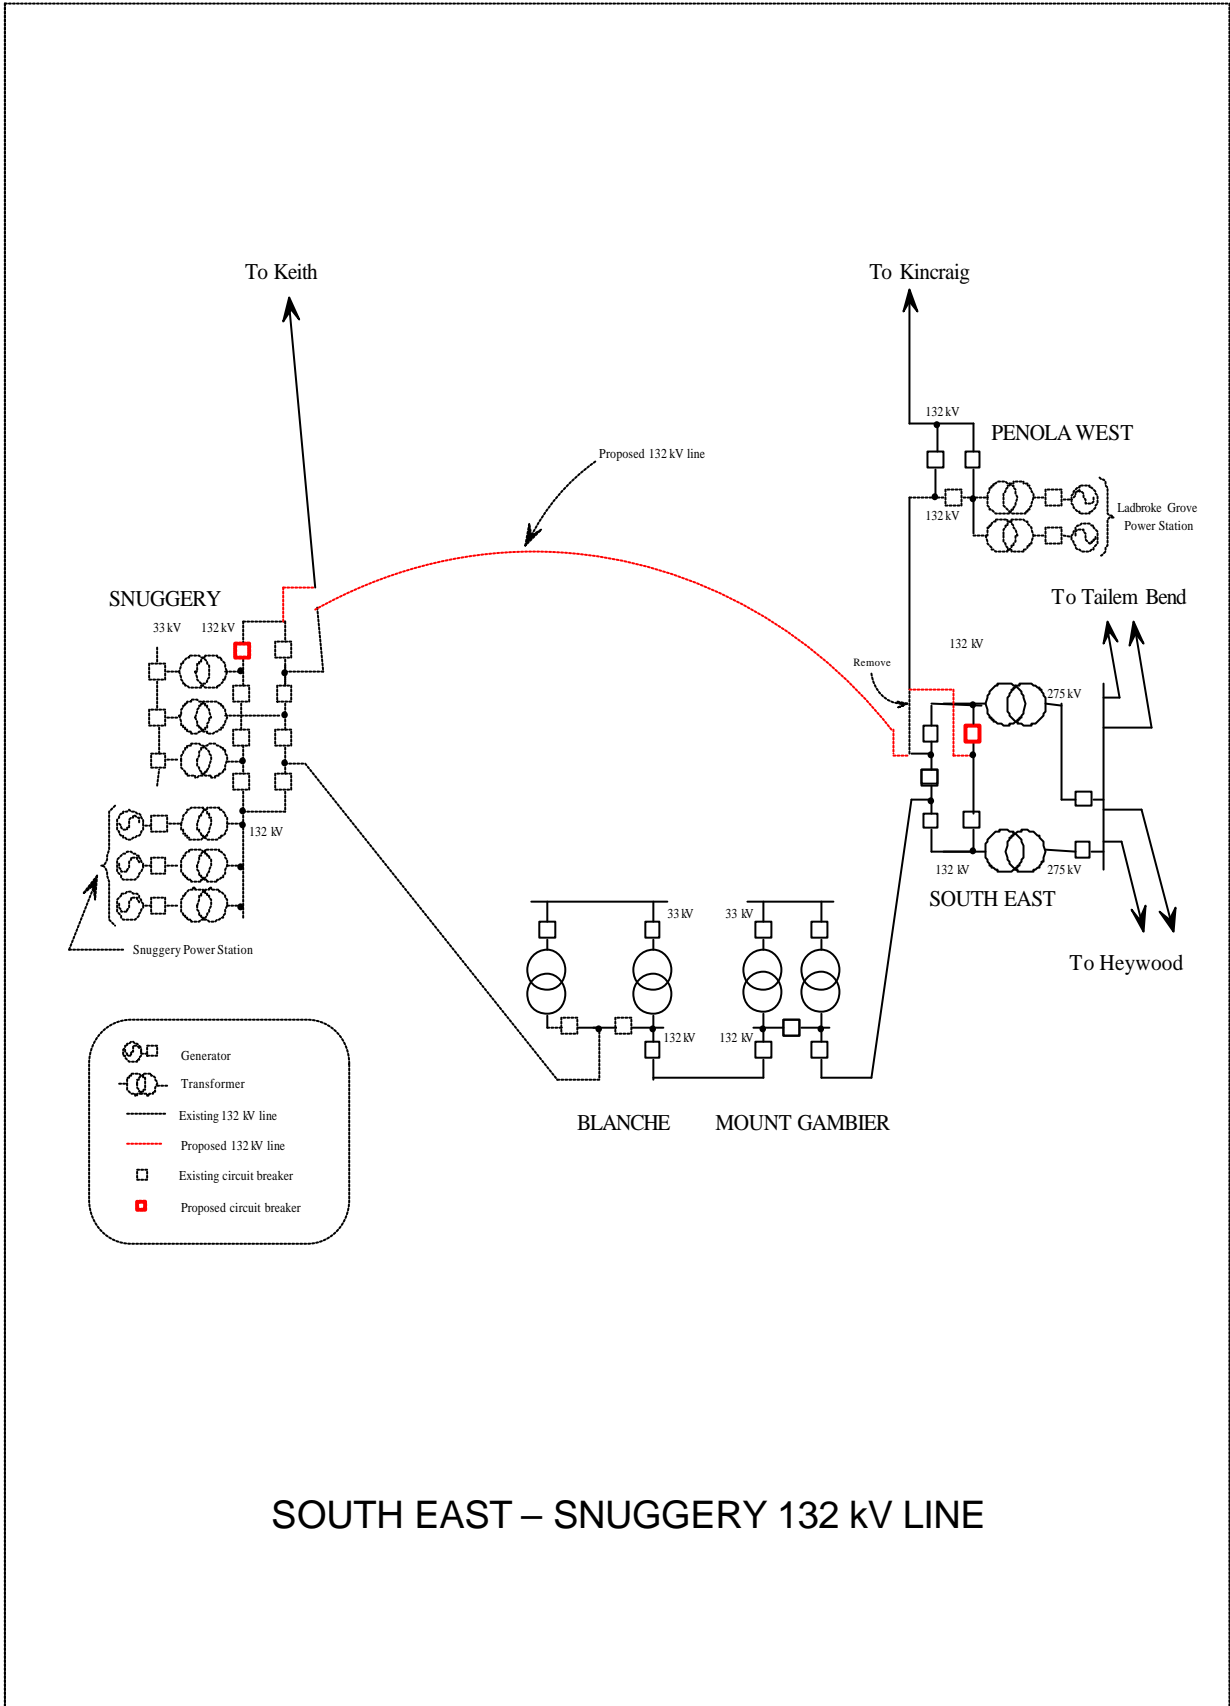 To Keith
To Kincraig
132 kV
PENOLA WEST
Proposed 132 kV line
132 kV
Ladbroke Grove
Power Station
SNUGGERY
33 kV
132 kV
To Tailem Bend
132 kV
Remove
275 kV
132 kV
132 kV
275 kV
SOUTH EAST
33 kV
33 kV
Snuggery Power Station
To Heywood
132 kV
132 kV
BLANCHE
MOUNT GAMBIER
Generator
Transformer
Existing 132 kV line
Proposed 132 kV line
Existing circuit breaker
Proposed circuit breaker
SOUTH EAST – SNUGGERY 132 kV LINE